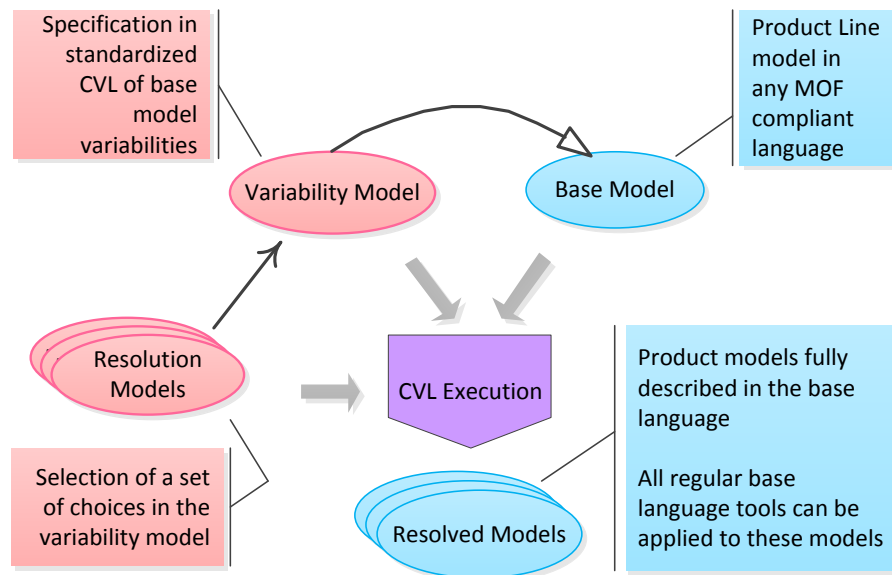 Specification in
standardized
CVL of base
model
variabilities
Product Line
model in
any MOF
compliant
language
Variability Model
Base Model
Resolution
Models
CVL Execution
Product models fully
described in the base
language
All regular base
language tools can be
applied to these models
Selection of a set
of choices in the
variability model
Resolved Models